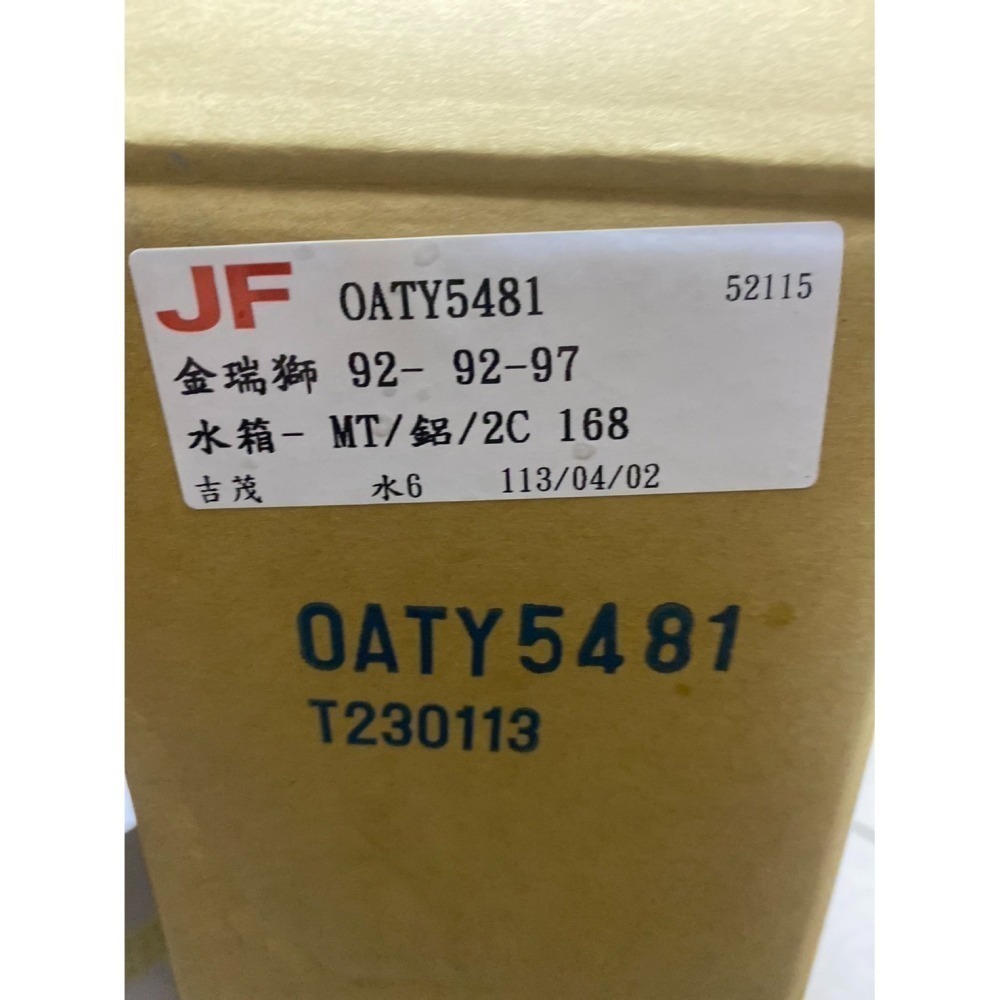 JF OATY5481 52115
金瑞獅 92- 92-97
水箱- MT/鋁/2C 168
吉茂 水6 113/04/02
OATY5481
T230113